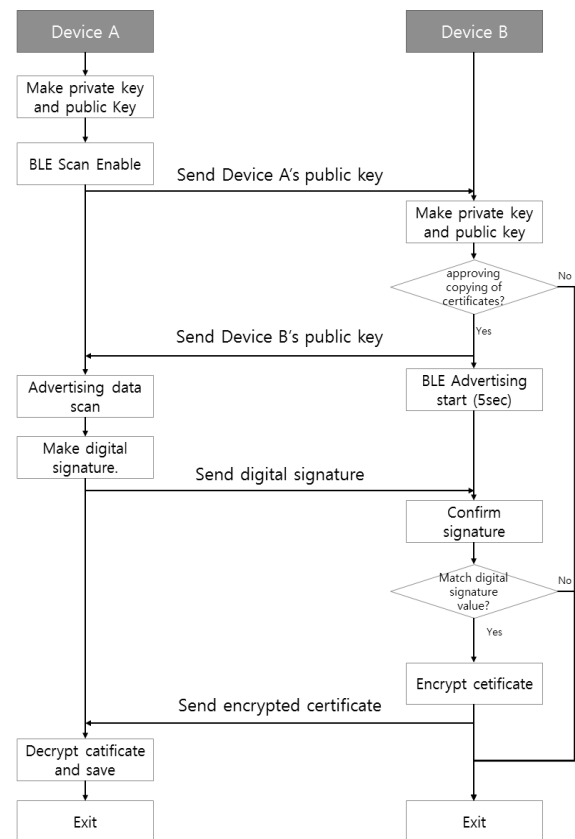 Device A
Device B
Make private key
and public Key
BLE Scan Enable
Send Device A's public key
Make private key
and public key
approving
copying of
certificates?
No
Yes
Send Device B's public key
Advertising data
scan
BLE Advertising
start (5sec)
Make digital
signature.
Send digital signature
Confirm
signature
Match digital
signature
value?
No
Yes
Encrypt cetificate
Send encrypted certificate
Decrypt catificate
and save
Exit
Exit